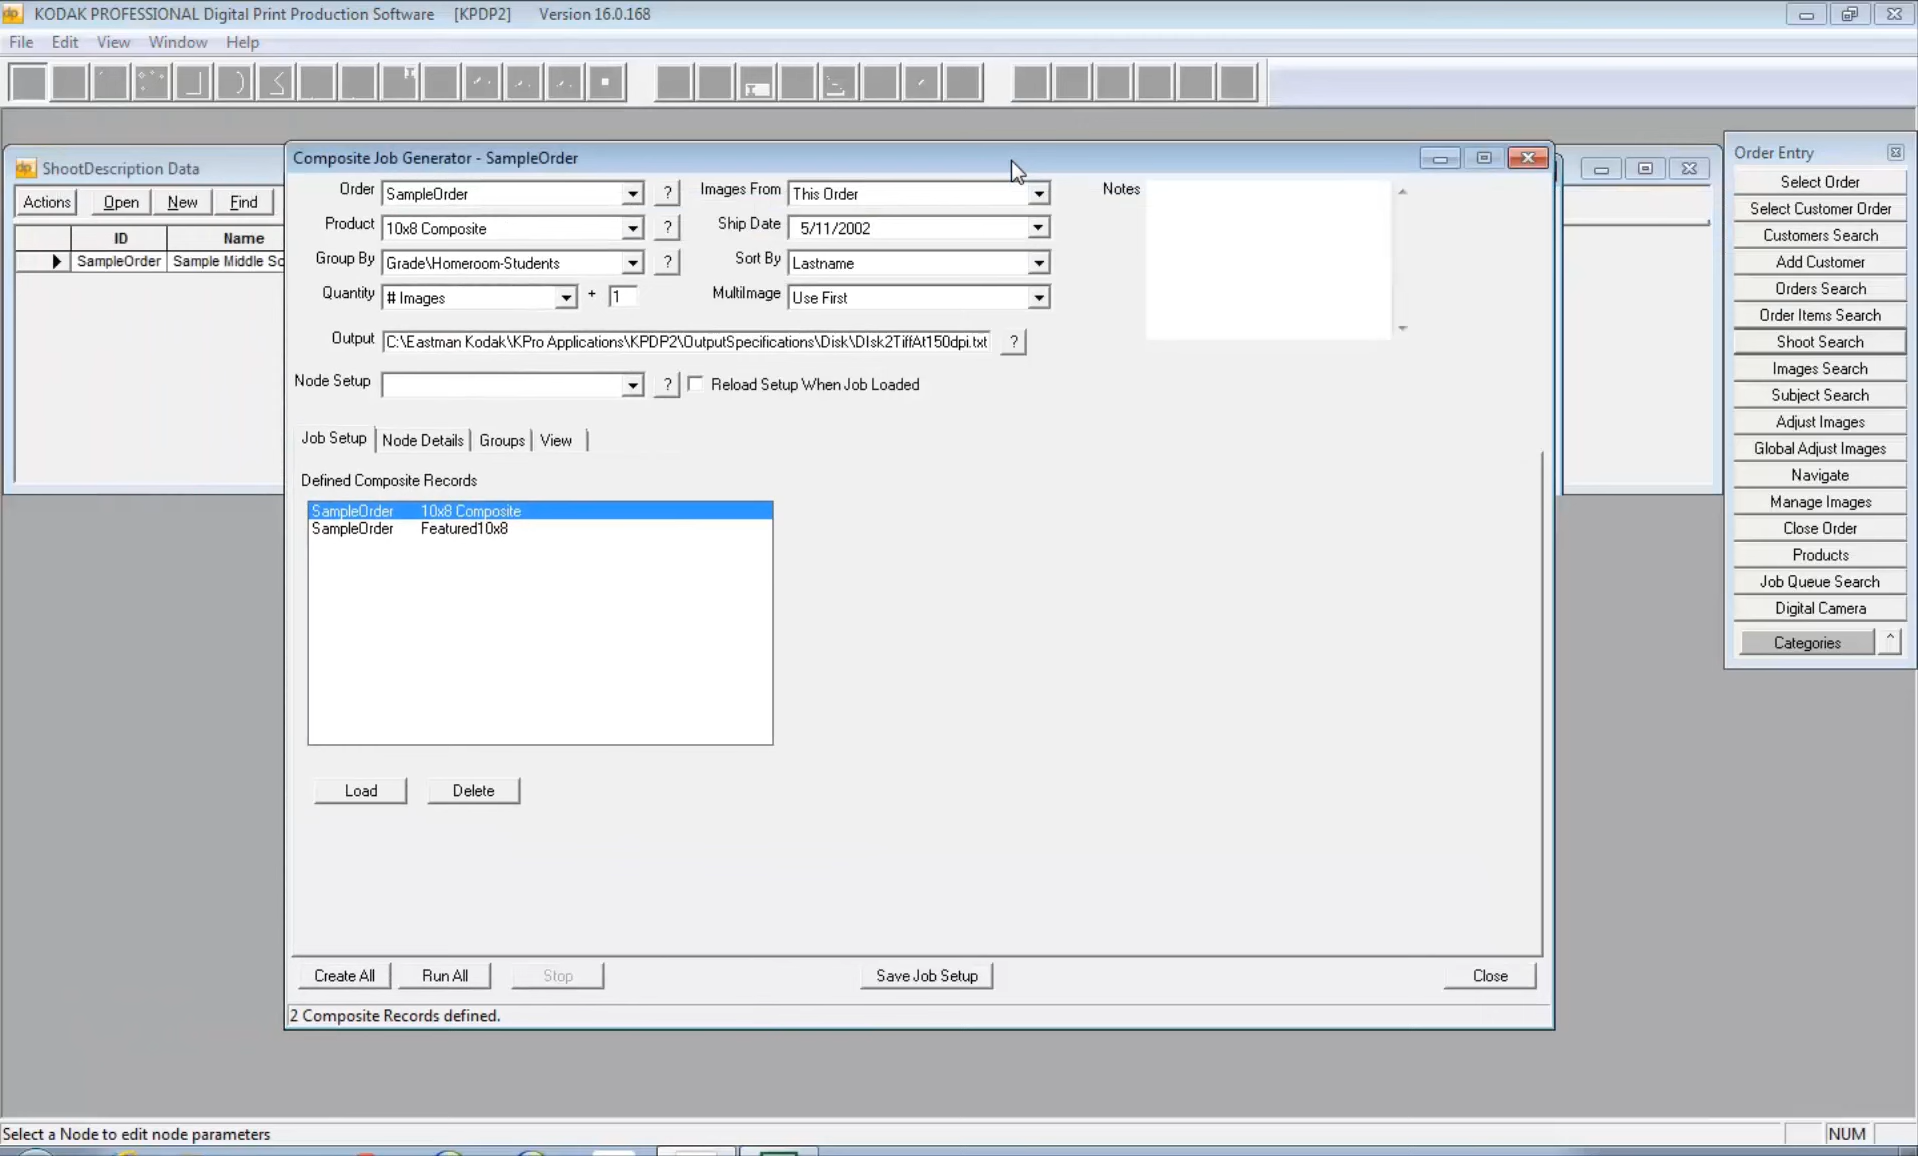 KODAK PROFESSIONAL Digital Print Production Software [KPDP2] Version 16.0.168
File Edit View Window Help
ShootDescription Data
Actions Open New Find
ID Name
SampleOrder Sample Middle Sc
Composite Job Generator - SampleOrder
Order SampleOrder ? Images From This Order Notes
Product 10x8 Composite ? Ship Date 5/11/2002
Group By Grade\Homeroom-Students ? Sort By Lastname
Quantity # Images + 1 MultiImage Use First
Output C:\Eastman Kodak\KPro Applications\KPDP2\OutputSpecifications\Disk\DIsk2TiffAt150dpi.txt ?
Node Setup ? Reload Setup When Job Loaded
Job Setup Node Details Groups View
Defined Composite Records
SampleOrder 10x8 Composite
SampleOrder Featured10x8
Load Delete
Create All Run All Stop Save Job Setup Close
2 Composite Records defined.
Order Entry
Select Order
Select Customer Order
Customers Search
Add Customer
Orders Search
Order Items Search
Shoot Search
Images Search
Subject Search
Adjust Images
Global Adjust Images
Navigate
Manage Images
Close Order
Products
Job Queue Search
Digital Camera
Categories ^
Select a Node to edit node parameters NUM